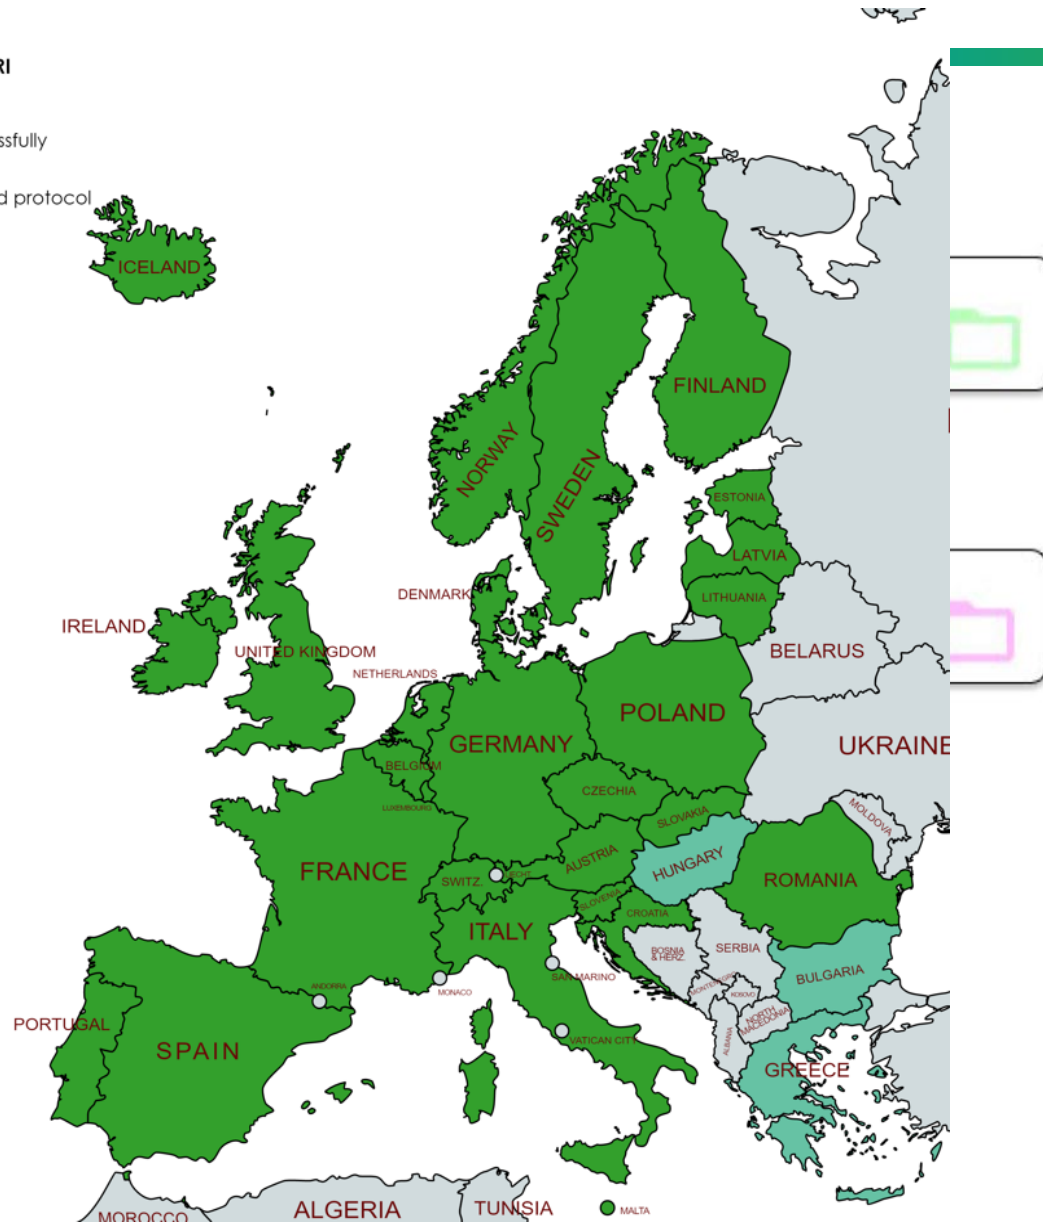 RI
ssfully
d protocol
ICELAND
FINLAND
NORWAY
SWEDEN
ESTONIA
LATVIA
DENMARK
LITHUANIA
IRELAND
UNITED KINGDOM
BELARUS
NETHERLANDS
POLAND
GERMANY
UKRAINE
BELGIUM
CZECHIA
LUXEMBOURG
SLOVAKIA
MOLDOVA
AUSTRIA
HUNGARY
FRANCE
SWITZ.
ROMANIA
SLOVENIA
CROATIA
ITALY
BOSNIA
& HERZ.
SERBIA
SAN MARINO
BULGARIA
ANDORRA
MONACO
MONTENEGRO
KOSOVO
PORTUGAL
NORTH
MACEDONIA
SPAIN
VATICAN CITY
ALBANIA
GREECE
ALGERIA
TUNISIA
MALTA
MOROCCO